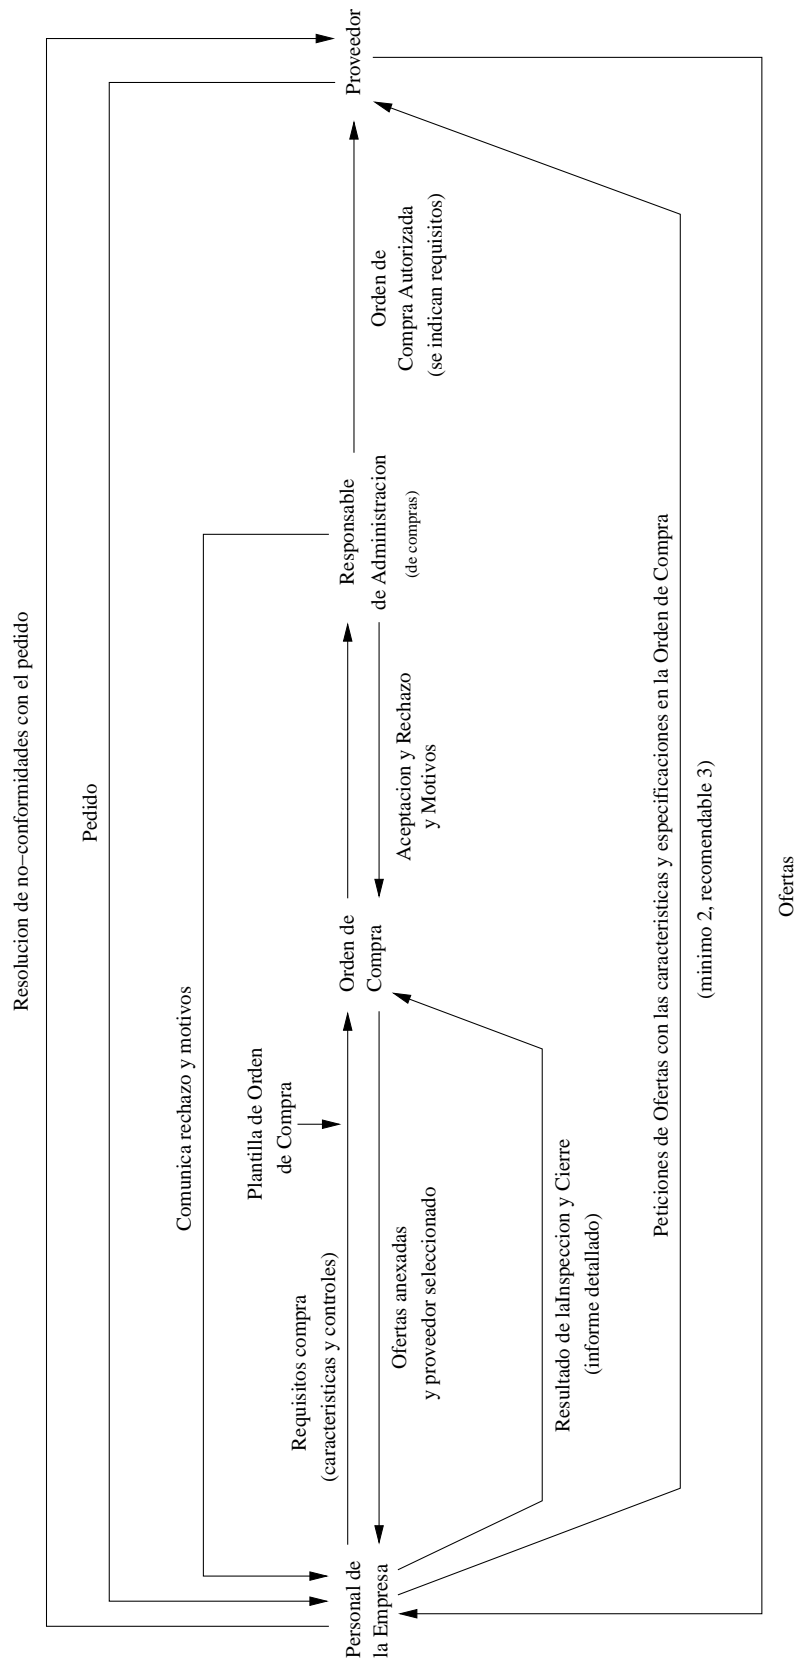 Resolucion de no−conformidades con el pedido
Pedido
Comunica rechazo y motivos
Plantilla de Orden
de Compra
Requisitos compra
(caracteristicas y controles)
Personal de
la Empresa
Orden de
Compra
Responsable
de Administracion
(de compras)
Proveedor
Orden de
Compra Autorizada
(se indican requisitos)
Aceptacion y Rechazo
y Motivos
Ofertas anexadas
y proveedor seleccionado
Resultado de laInspeccion y Cierre
(informe detallado)
Peticiones de Ofertas con las caracteristicas y especificaciones en la Orden de Compra
(minimo 2, recomendable 3)
Ofertas